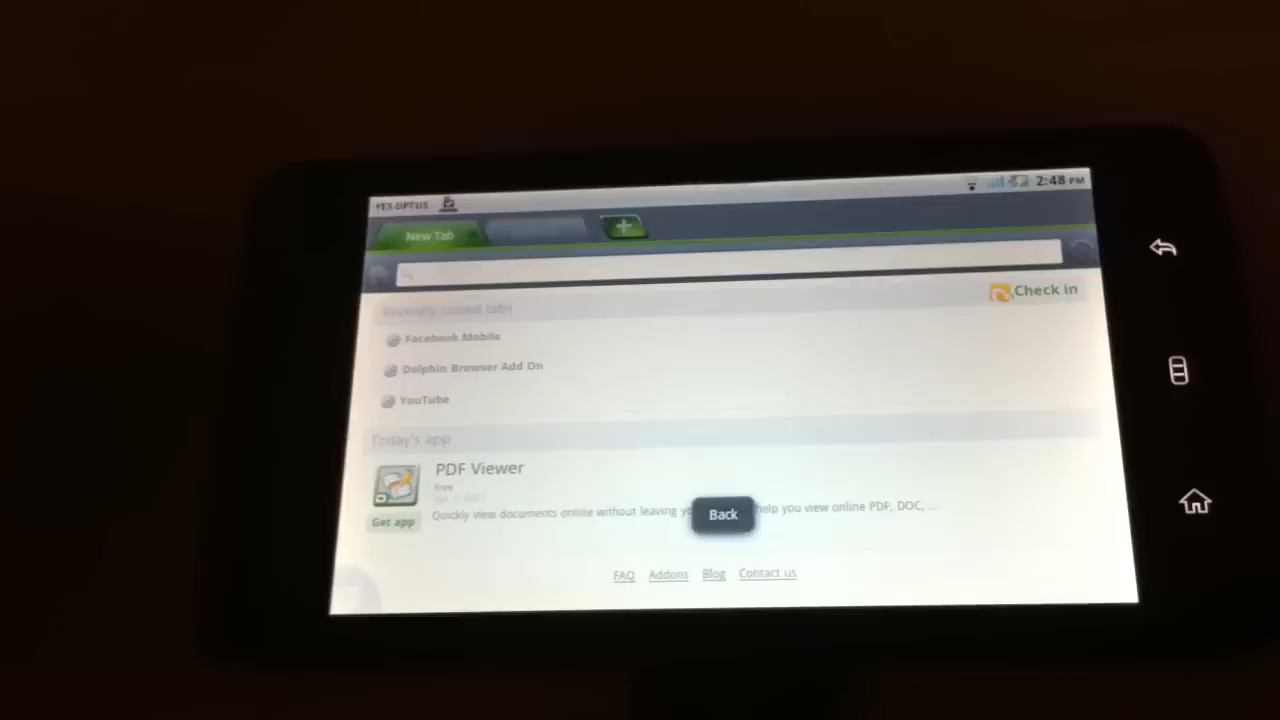 YES OPTUS
2:48 PM
New Tab
Check in
Recently closed tabs
Facebook Mobile
Dolphin Browser Add On
YouTube
Today's app
PDF Viewer
Free
Get app
Quickly view documents online without leaving help you view online PDF, DOC, ...
Back
FAQ Addons Blog Contact us